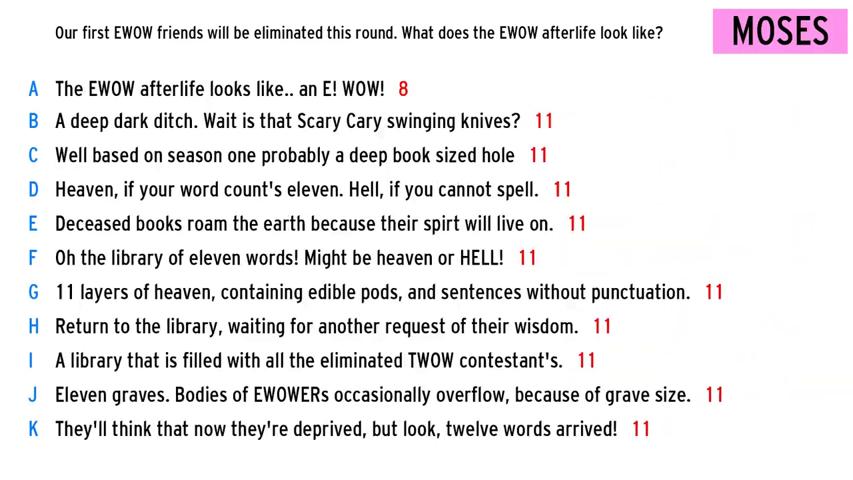 Our first EWOW friends will be eliminated this round. What does the EWOW afterlife look like?
MOSES
A The EWOW afterlife looks like.. an E! WOW! 8
B A deep dark ditch. Wait is that Scary Cary swinging knives? 11
C Well based on season one probably a deep book sized hole 11
D Heaven, if your word count's eleven. Hell, if you cannot spell. 11
E Deceased books roam the earth because their spirt will live on. 11
F Oh the library of eleven words! Might be heaven or HELL! 11
G 11 layers of heaven, containing edible pods, and sentences without punctuation. 11
H Return to the library, waiting for another request of their wisdom. 11
I A library that is filled with all the eliminated TWOW contestant's. 11
J Eleven graves. Bodies of EWOWERs occasionally overflow, because of grave size. 11
K They'll think that now they're deprived, but look, twelve words arrived! 11